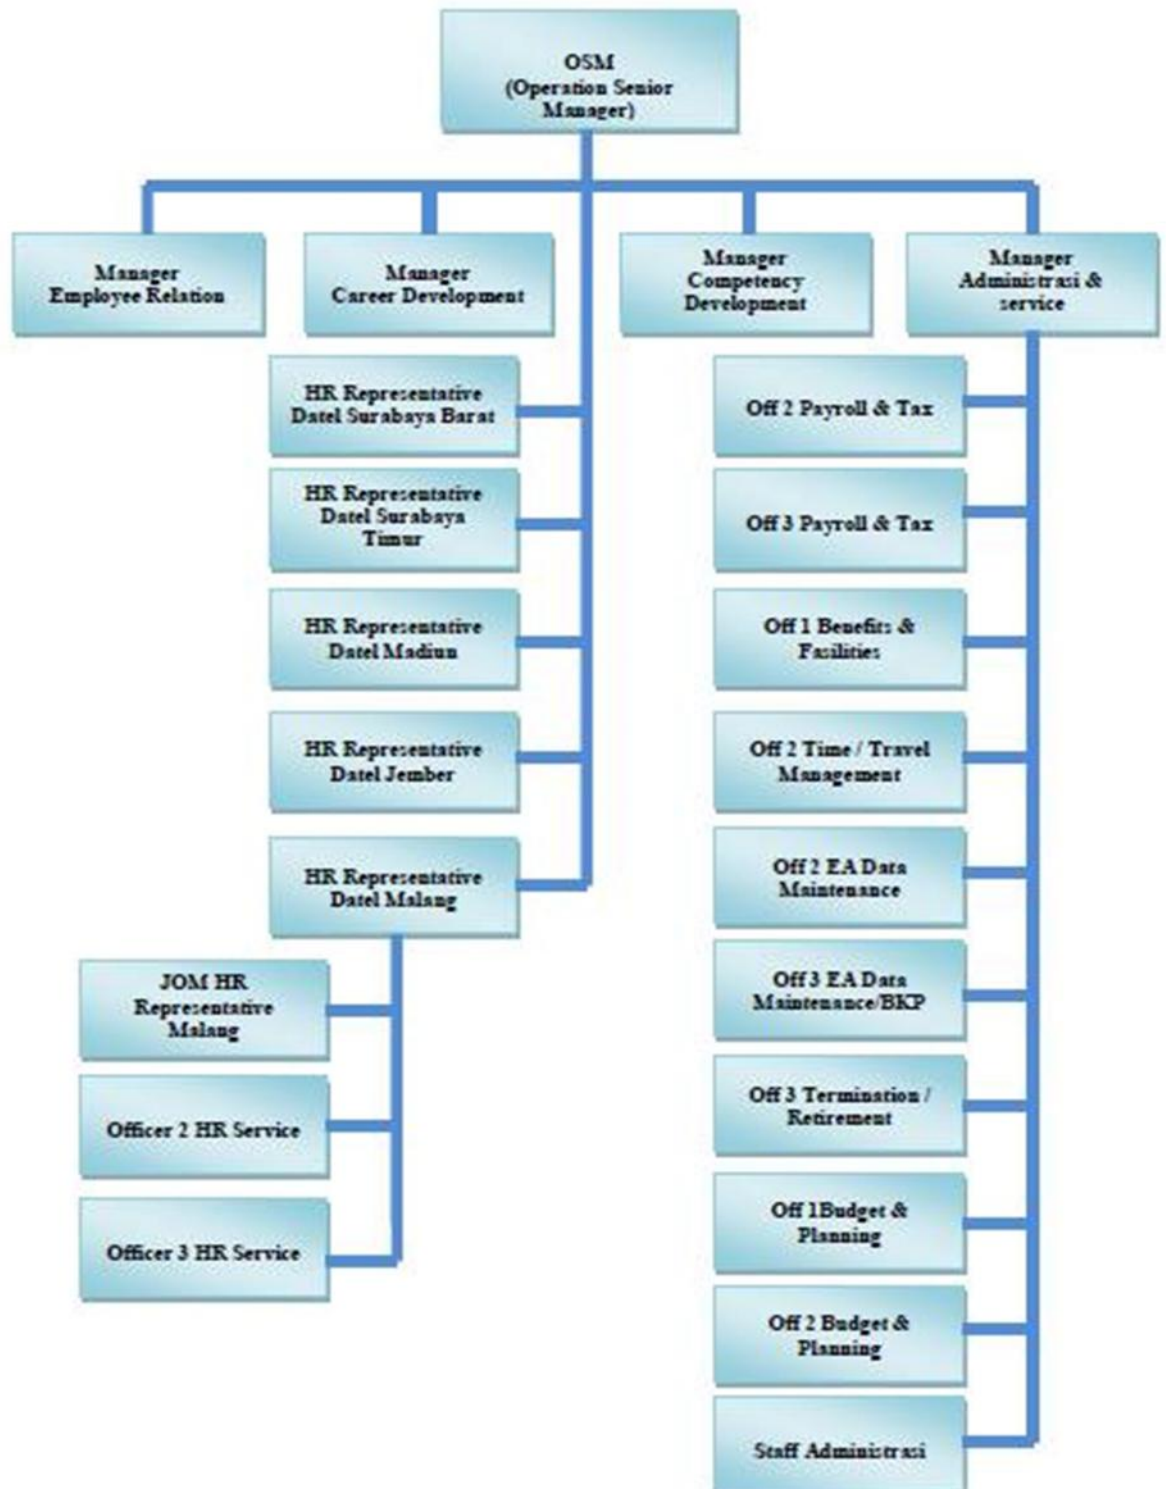 OSM
(Operation Senior
Manager)
Manager
Employee Relation
Manager
Career Development
Manager
Competency
Development
Manager
Administrasi &
service
HR Representative
Datel Surabaya Barat
HR Representative
Datel Surabaya
Timur
HR Representative
Datel Madiun
HR Representative
Datel Jember
HR Representative
Datel Malang
JOM HR
Representative
Malang
Officer 2 HR Service
Officer 3 HR Service
Off 2 Payroll & Tax
Off 3 Payroll & Tax
Off 1 Benefits &
Fasilities
Off 2 Time / Travel
Management
Off 2 EA Data
Maintenance
Off 3 EA Data
Maintenance/BKP
Off 3 Termination /
Retirement
Off 1Budget &
Planning
Off 2 Budget &
Planning
Staff Administrasi